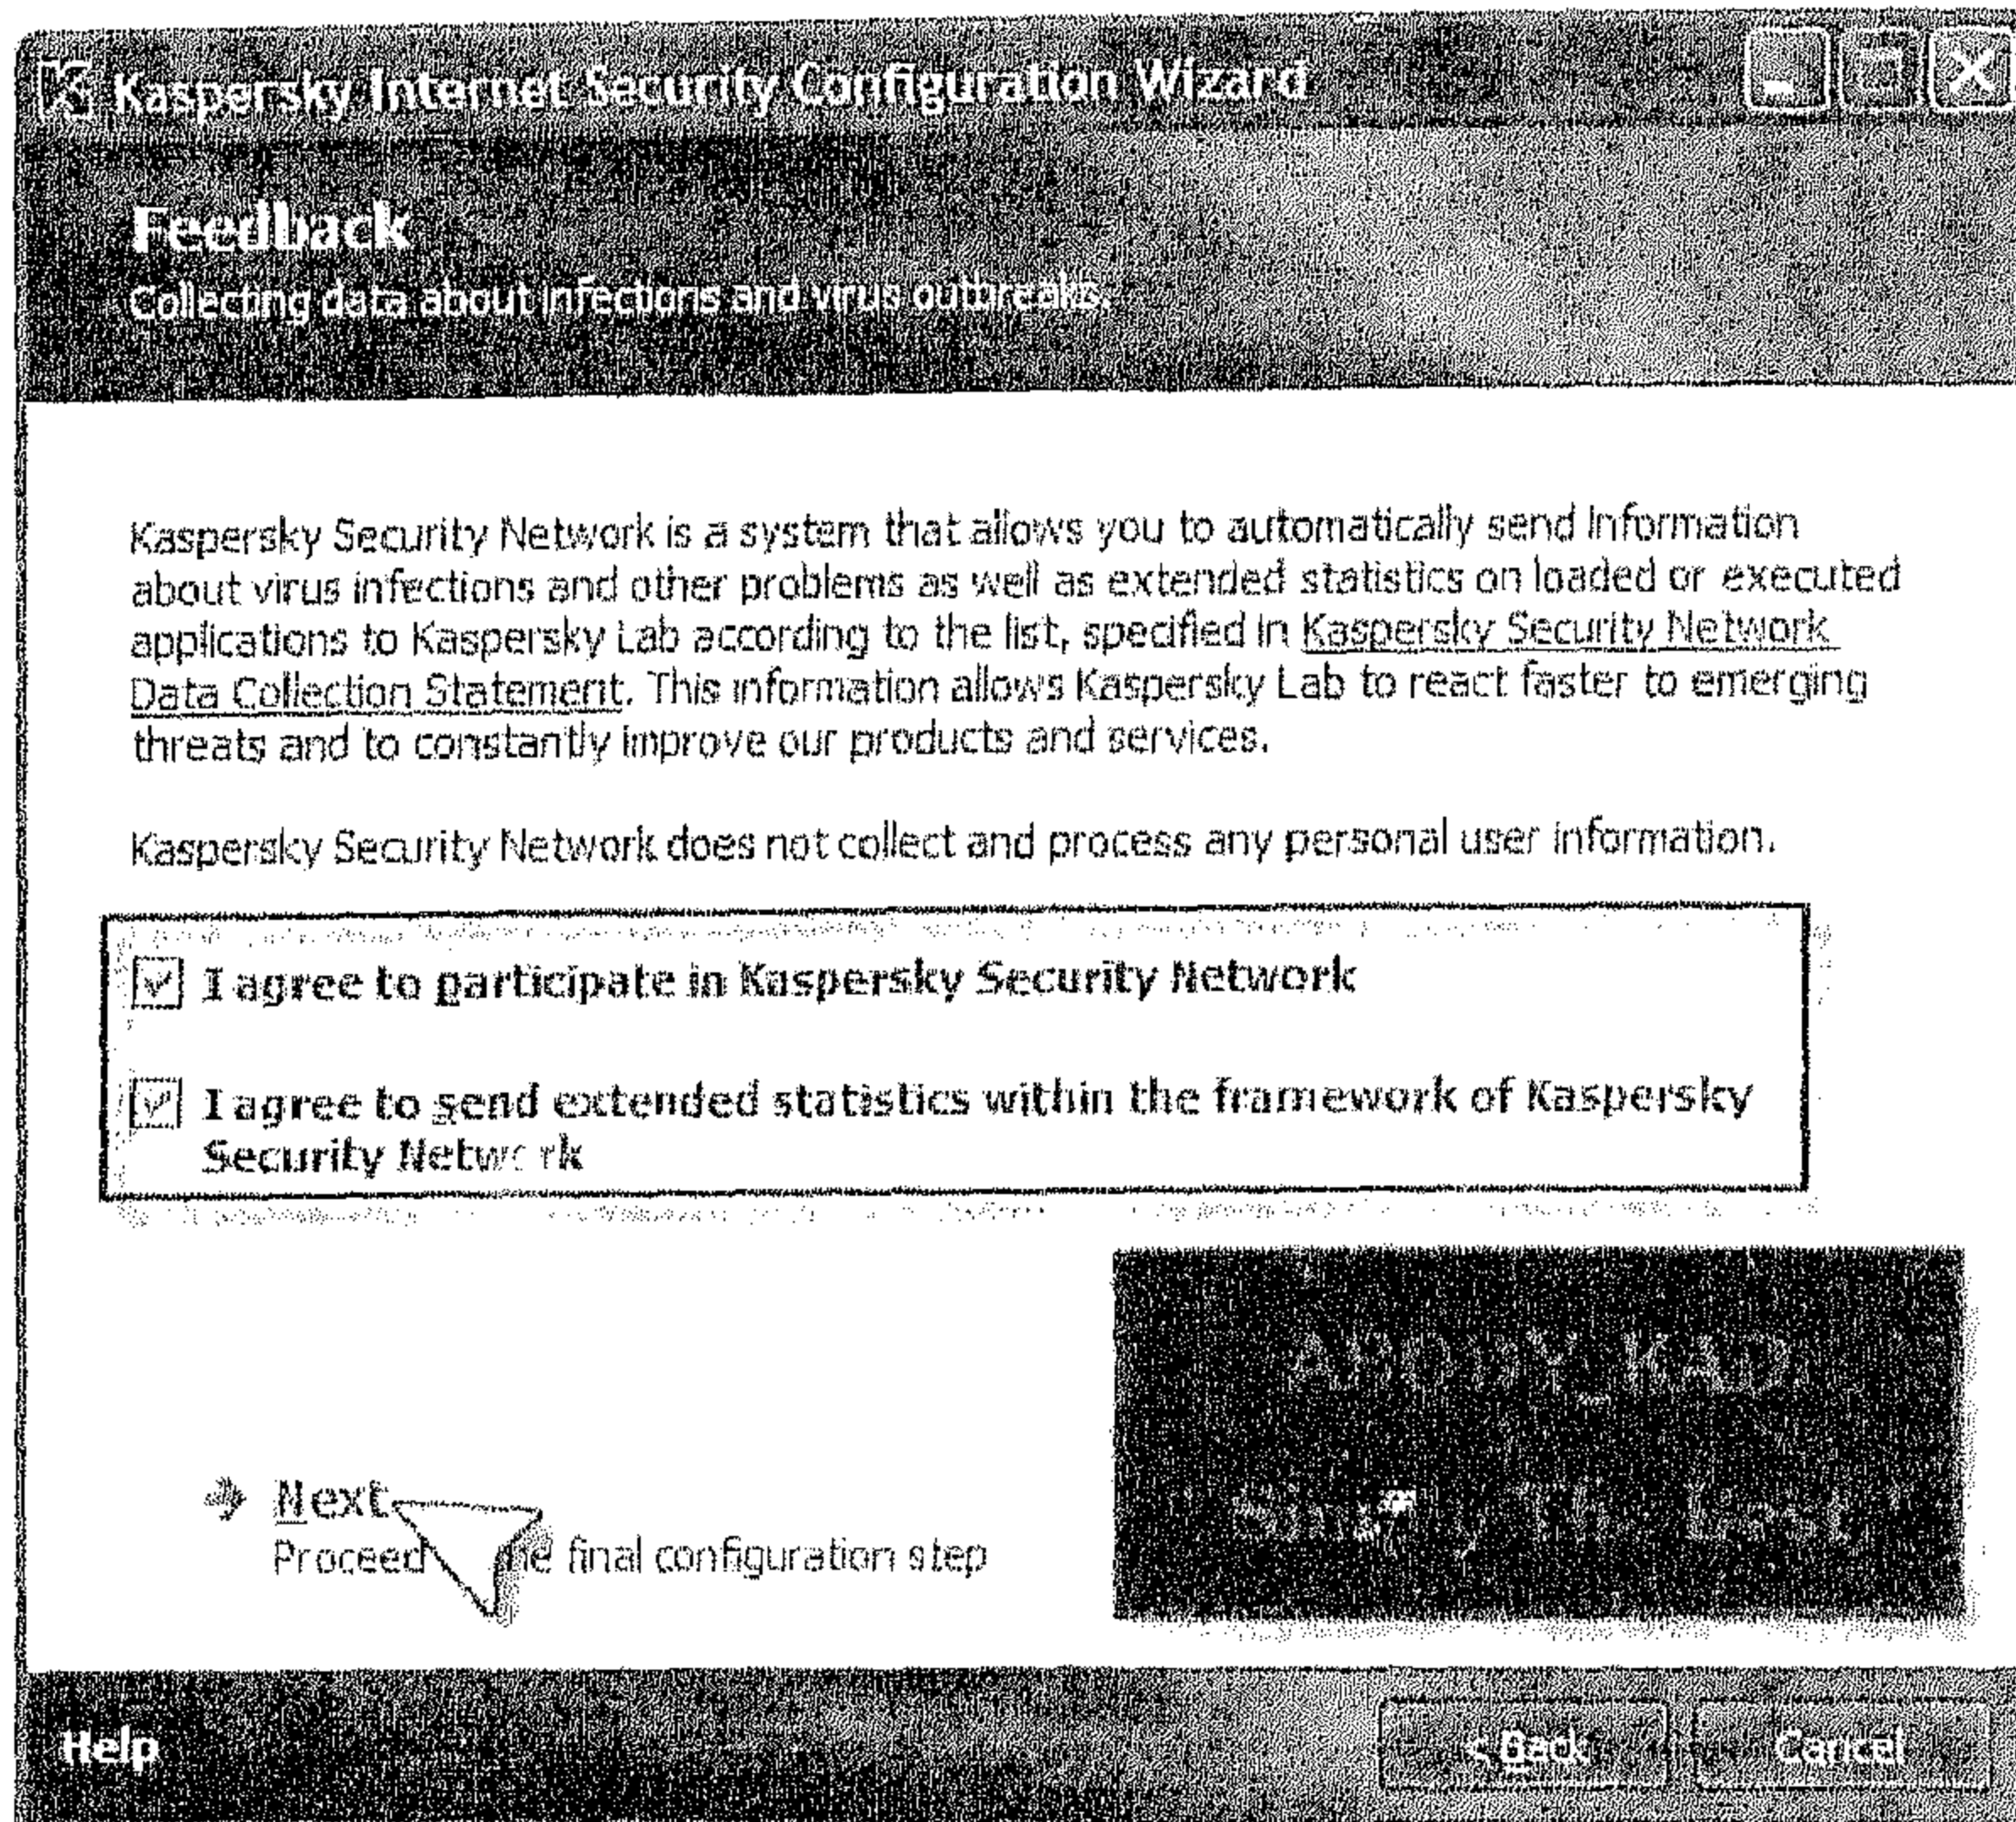 Kaspersky Internet Security Configuration Wizard
Feedback
Collecting data about infections and virus outbreaks.
Kaspersky Security Network is a system that allows you to automatically send information
about virus infections and other problems as well as extended statistics on loaded or executed
applications to Kaspersky Lab according to the list, specified in Kaspersky Security Network
Data Collection Statement. This information allows Kaspersky Lab to react faster to emerging
threats and to constantly improve our products and services.
Kaspersky Security Network does not collect and process any personal user information.
I agree to participate in Kaspersky Security Network
I agree to send extended statistics within the framework of Kaspersky
Security Network
Next
Proceed final configuration step
Help
< Back
Cancel